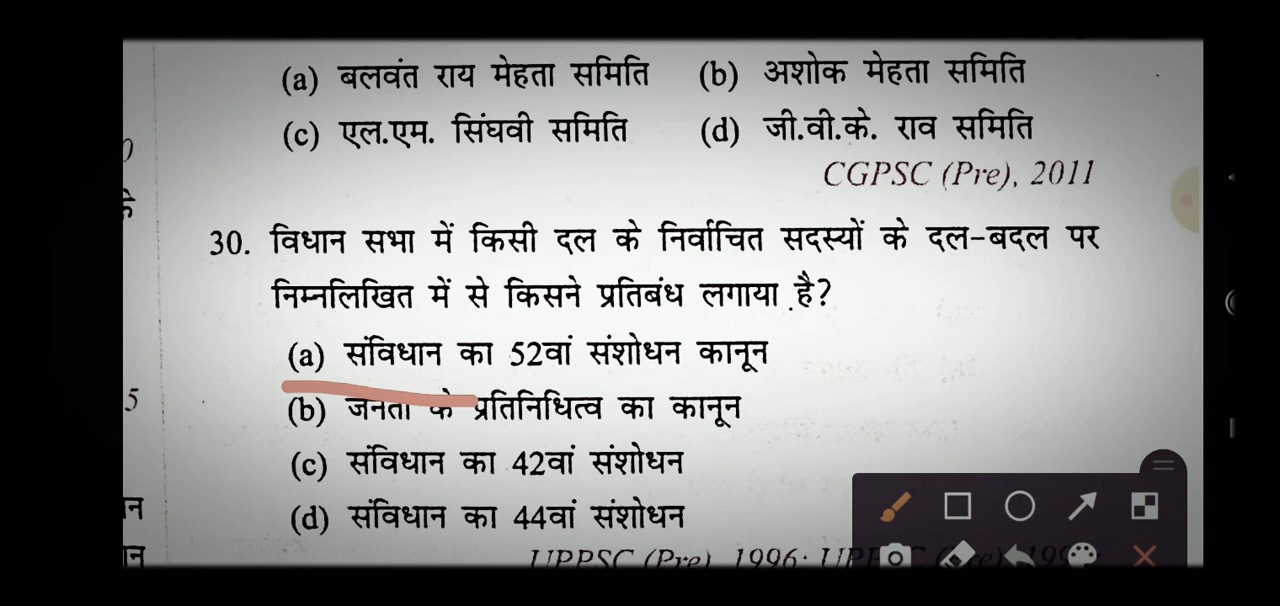 (a) बलवंत राय मेहता समिति (b) अशोक मेहता समिति
(c) एल.एम. सिंघवी समिति (d) जी.वी.के. राव समिति
CGPSC (Pre), 2011
30. विधान सभा में किसी दल के निर्वाचित सदस्यों के दल-बदल पर
निम्नलिखित में से किसने प्रतिबंध लगाया है?
(a) संविधान का 52वां संशोधन कानून
(b) जनता के प्रतिनिधित्व का कानून
(c) संविधान का 42वां संशोधन
(d) संविधान का 44वां संशोधन
UPPSC (Pre) 1996;